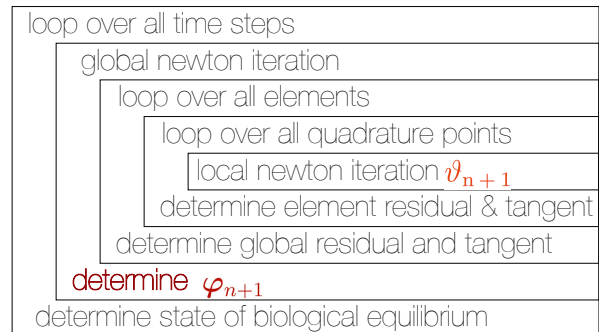 loop over all time steps
global newton iteration
loop over all elements
loop over all quadrature points
local newton iteration ϑn + 1
determine element residual & tangent
determine global residual and tangent
determine φn+1
determine state of biological equilibrium